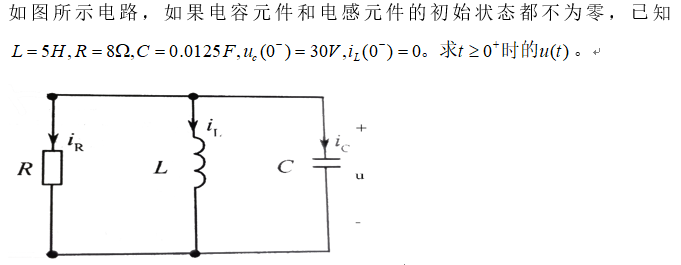 如图所示电路，如果电容元件和电感元件的初始状态都不为零，已知
L=5H,R=8Ω,C=0.0125F,u_c(0⁻)=30V,i_L(0⁻)=0。求t≥0⁺时的u(t)。↵
i_R
i_L
i_C
+
R
L
C
u
-